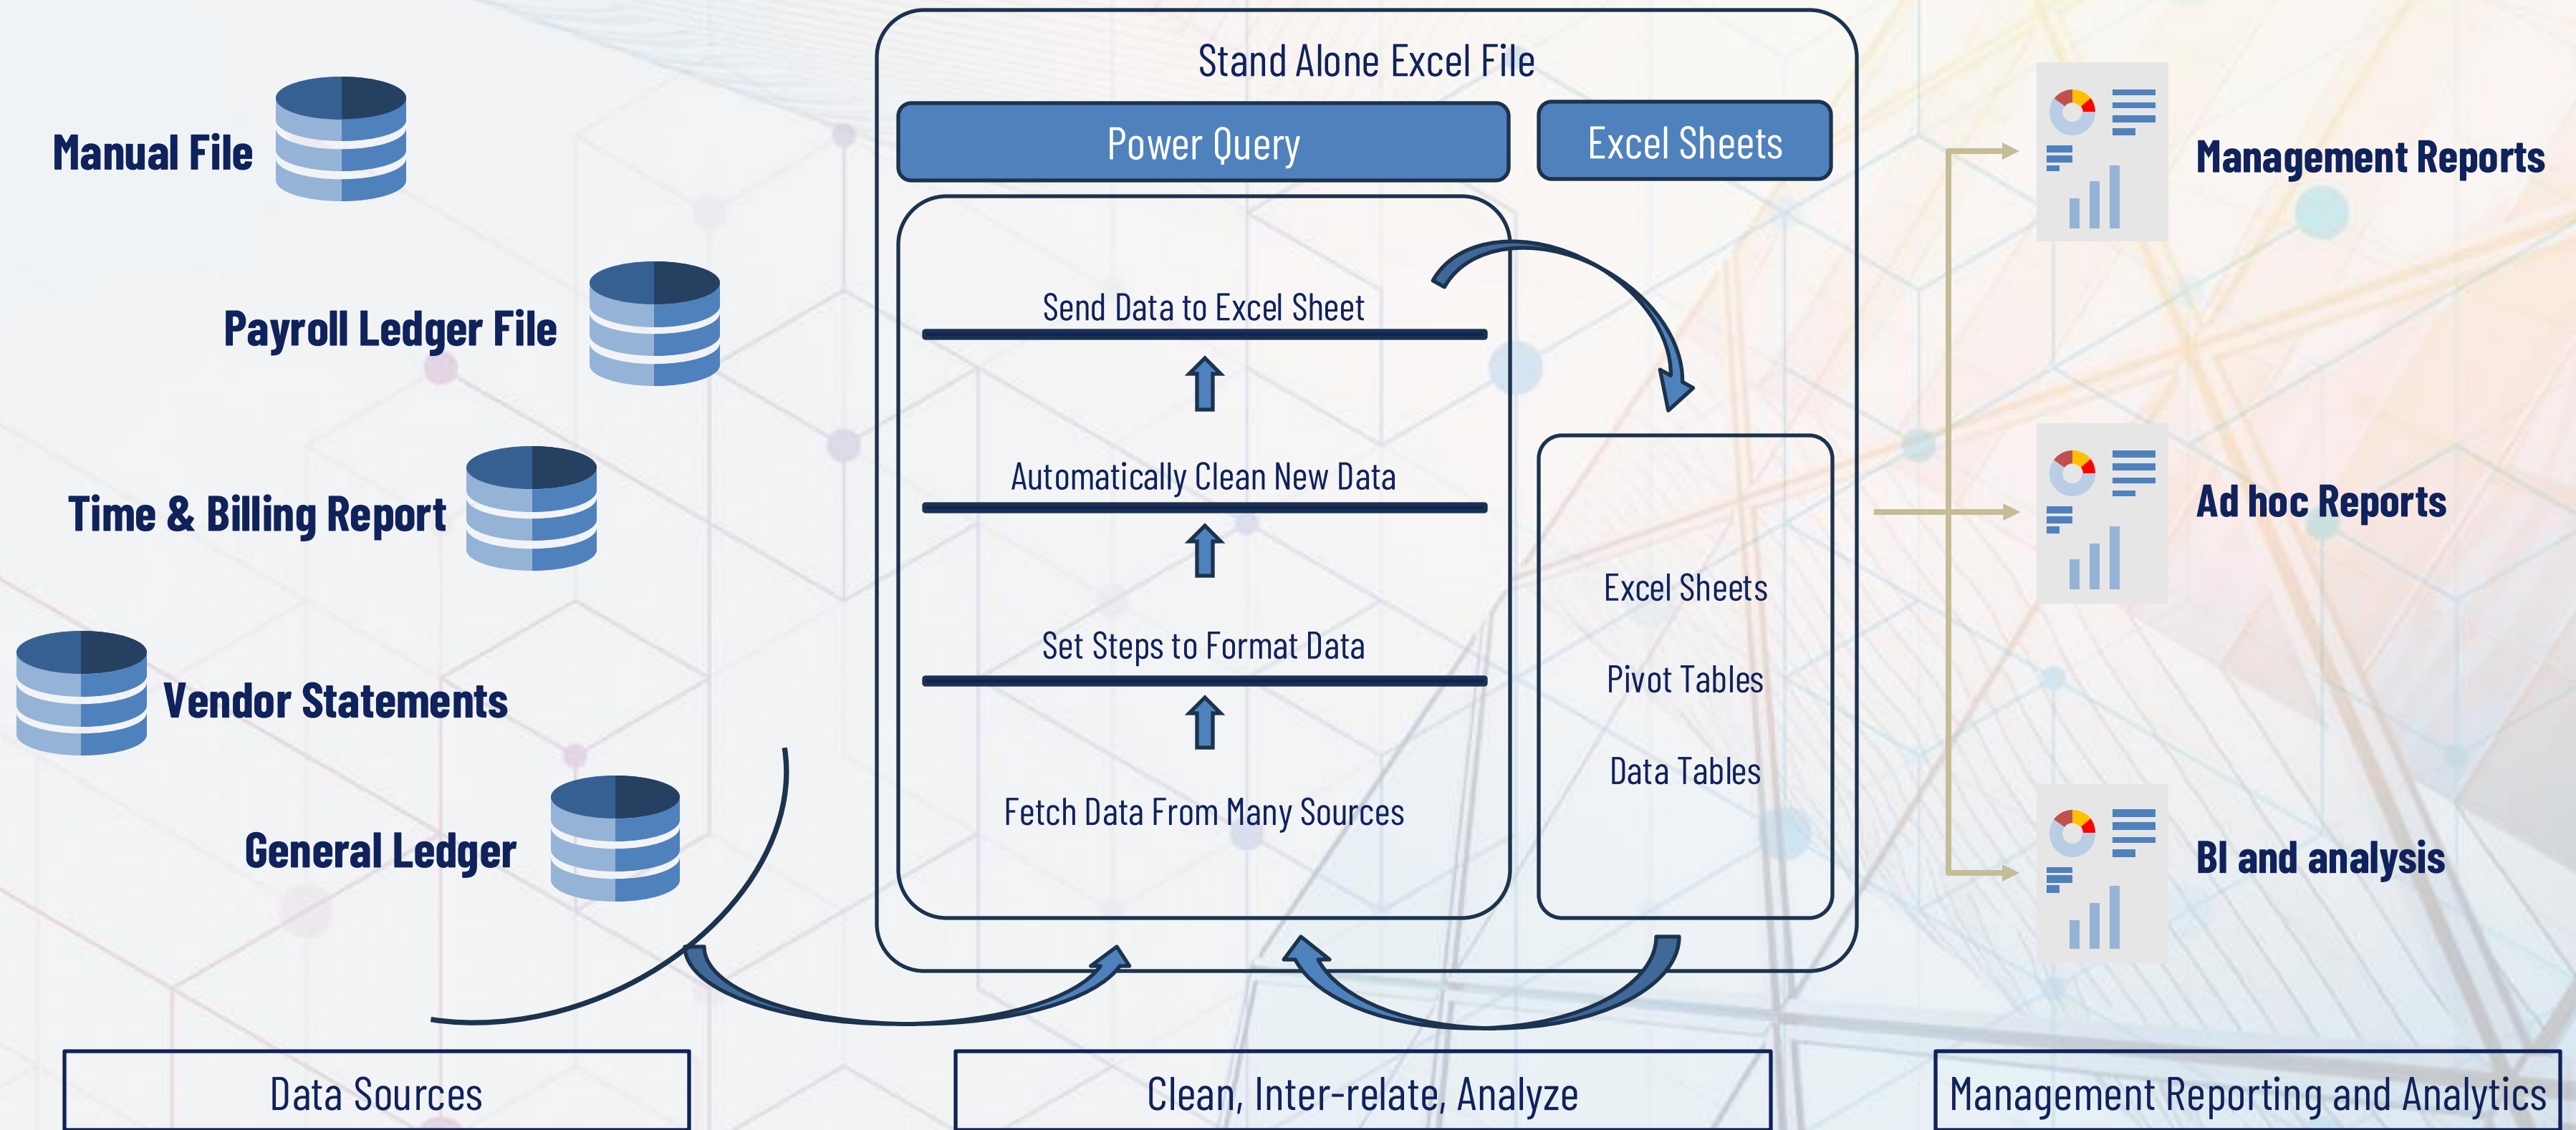 Manual File
Payroll Ledger File
Time & Billing Report
Vendor Statements
General Ledger
Data Sources
Stand Alone Excel File
Power Query
Excel Sheets
Send Data to Excel Sheet
Automatically Clean New Data
Set Steps to Format Data
Fetch Data From Many Sources
Excel Sheets
Pivot Tables
Data Tables
Clean, Inter-relate, Analyze
Management Reports
Ad hoc Reports
BI and analysis
Management Reporting and Analytics